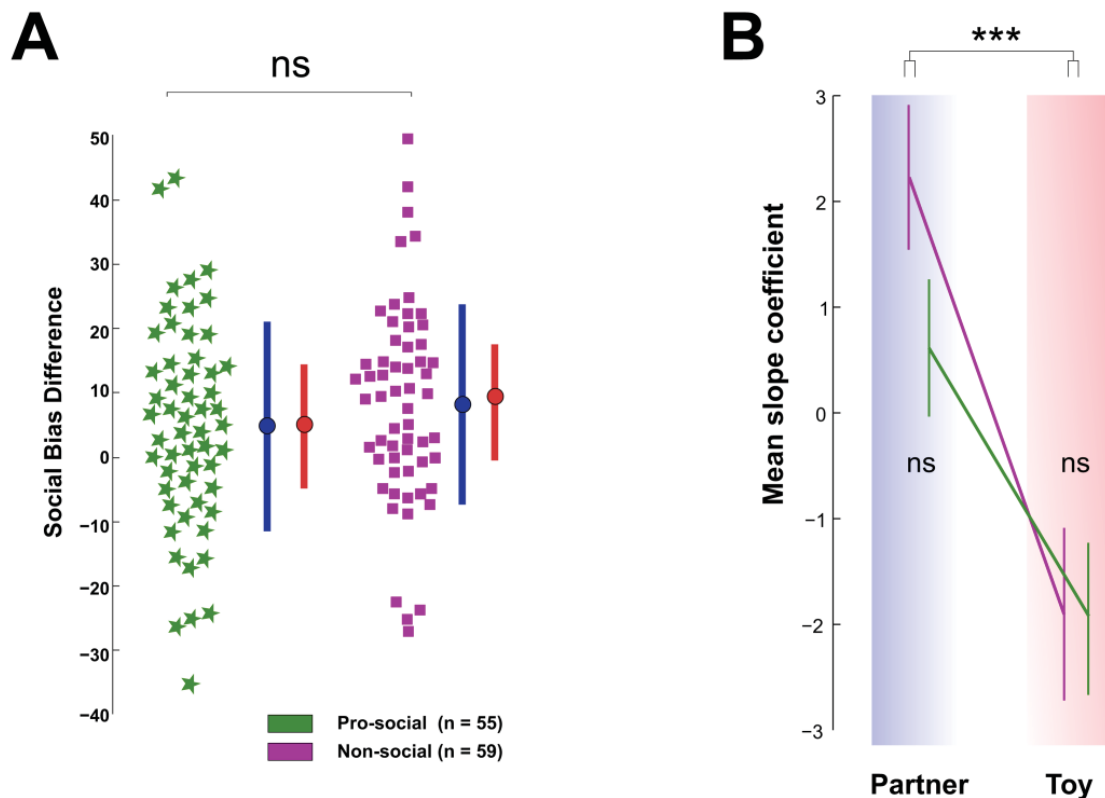 A
ns
Social Bias Difference
50
40
30
20
10
0
−10
−20
−30
−40
Pro-social (n = 55)
Non-social (n = 59)
B
***
Mean slope coefficient
3
2
1
0
−1
−2
−3
ns
ns
Partner
Toy